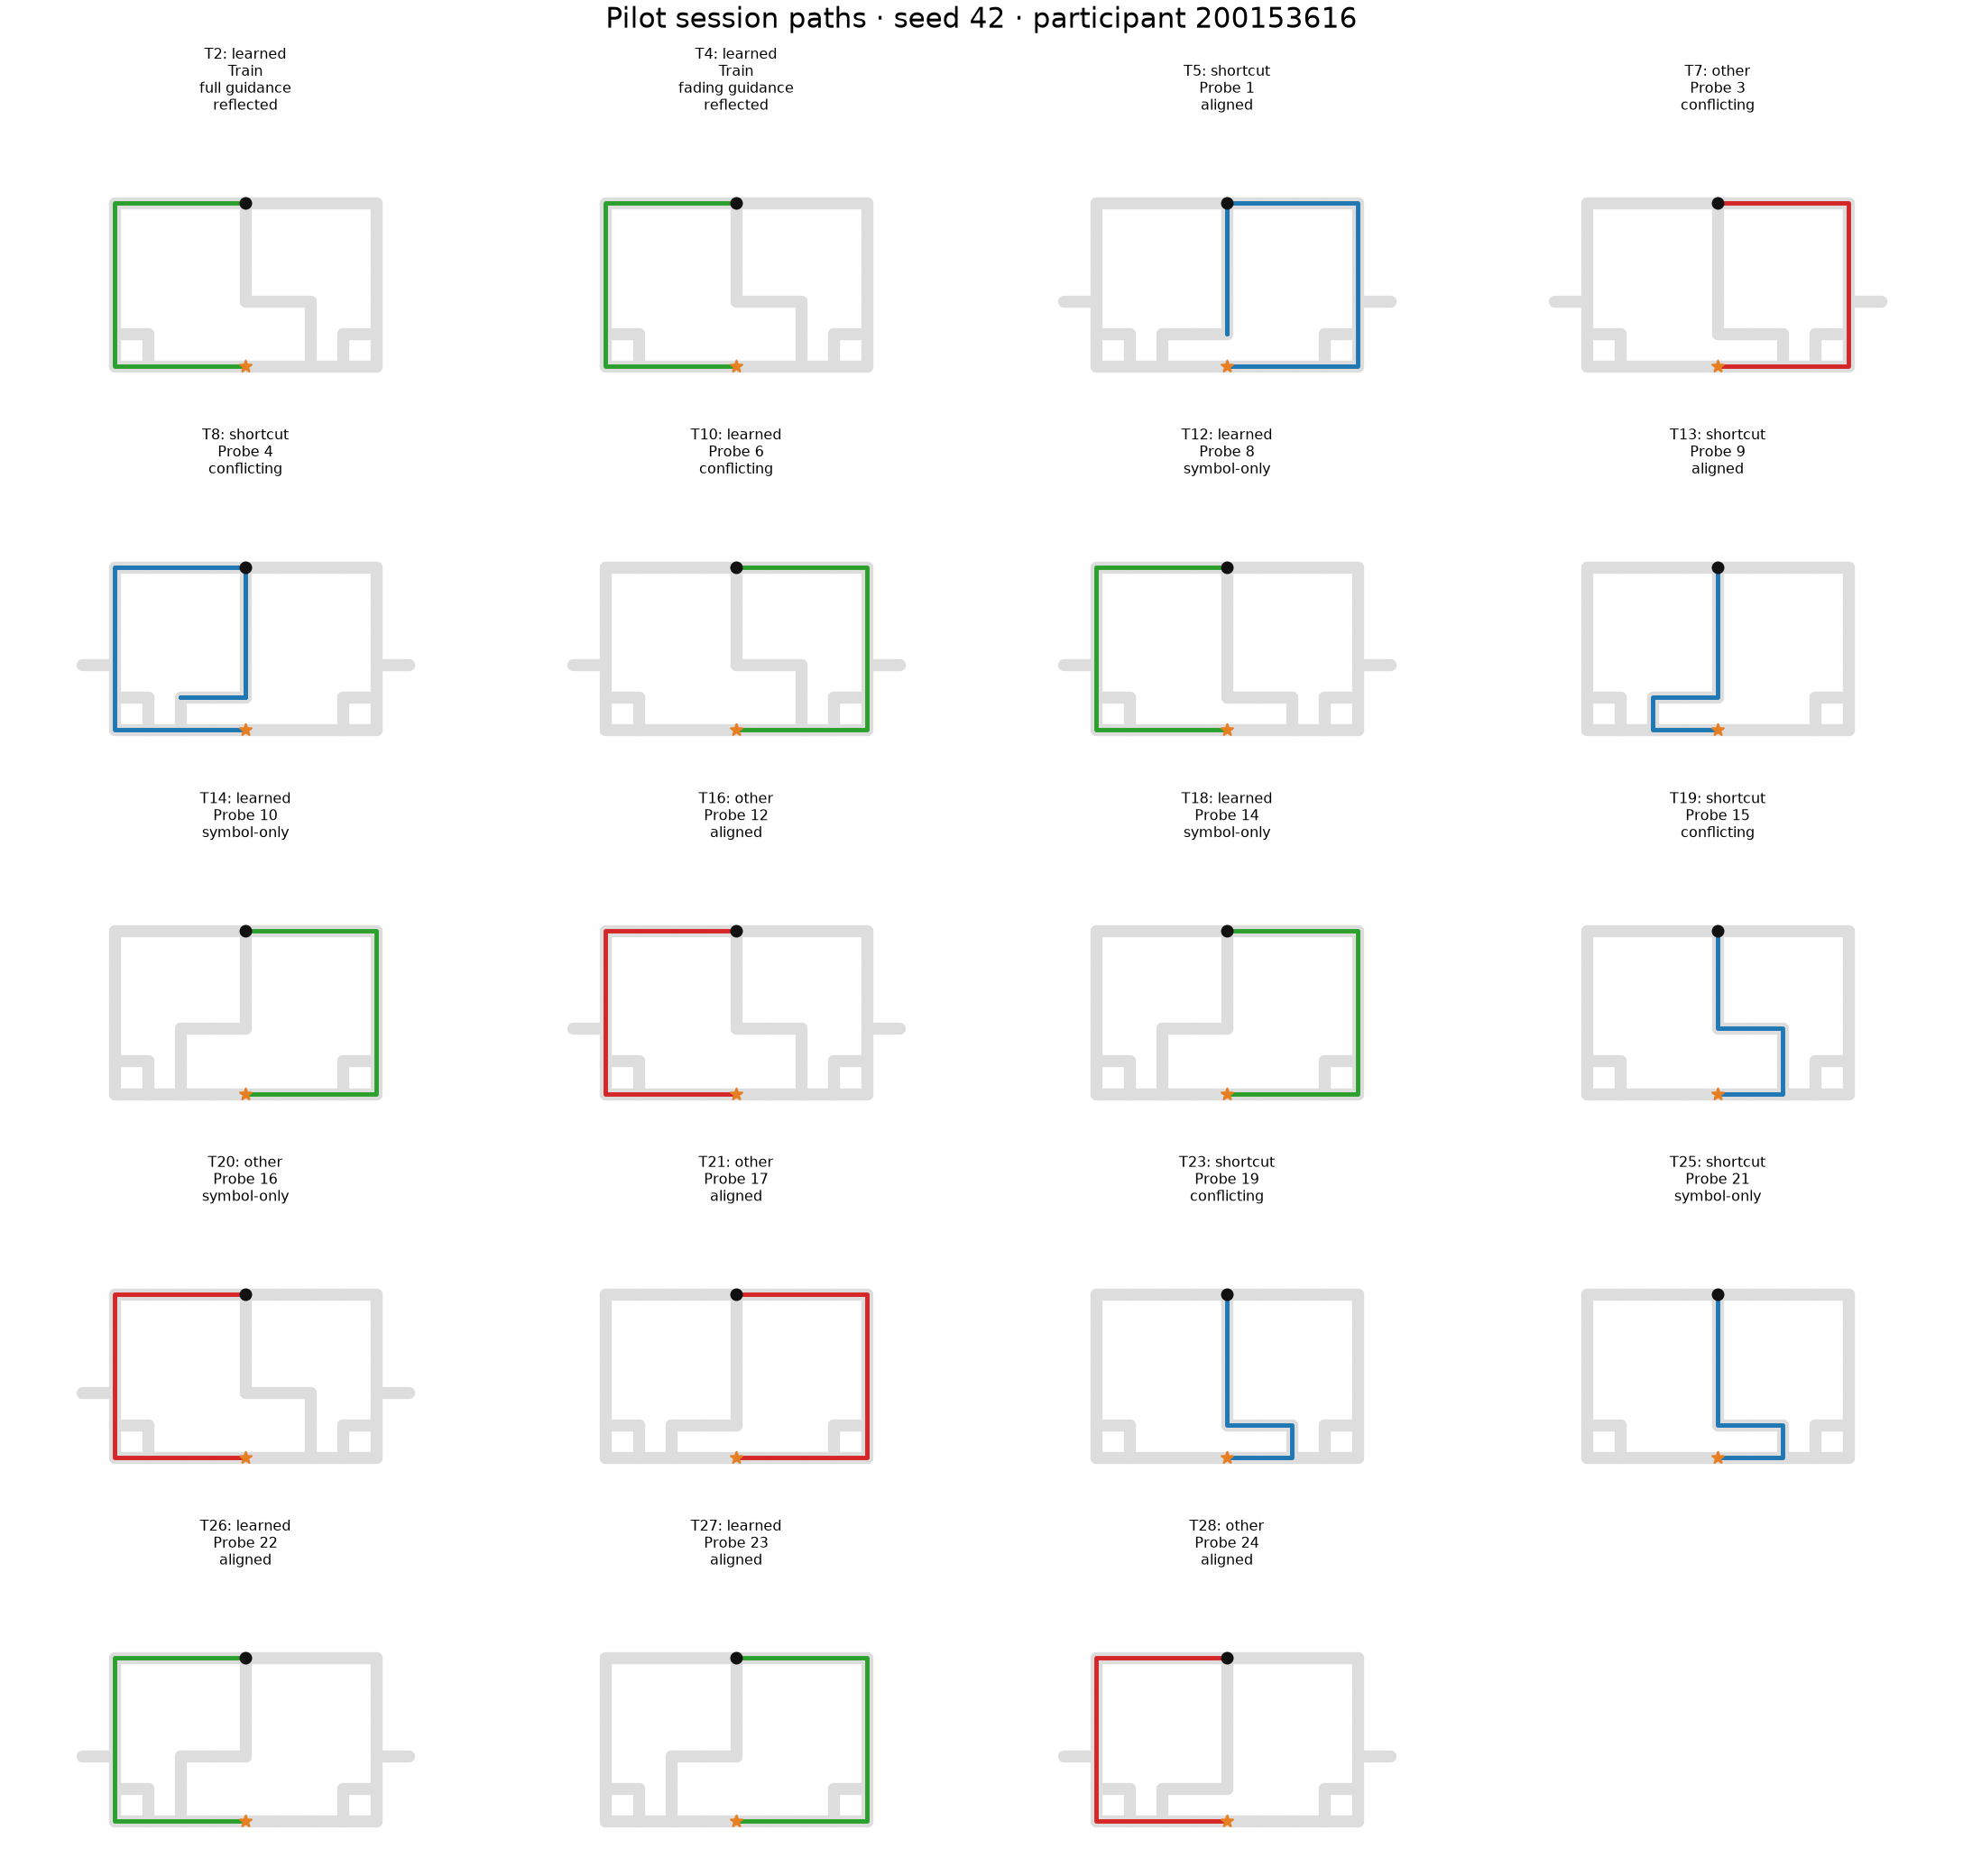 Pilot session paths · seed 42 · participant 200153616
T2: learned
Train
full guidance
reflected
T4: learned
Train
fading guidance
reflected
T5: shortcut
Probe 1
aligned
T7: other
Probe 3
conflicting
T8: shortcut
Probe 4
conflicting
T10: learned
Probe 6
conflicting
T12: learned
Probe 8
symbol-only
T13: shortcut
Probe 9
aligned
T14: learned
Probe 10
symbol-only
T16: other
Probe 12
aligned
T18: learned
Probe 14
symbol-only
T19: shortcut
Probe 15
conflicting
T20: other
Probe 16
symbol-only
T21: other
Probe 17
aligned
T23: shortcut
Probe 19
conflicting
T25: shortcut
Probe 21
symbol-only
T26: learned
Probe 22
aligned
T27: learned
Probe 23
aligned
T28: other
Probe 24
aligned